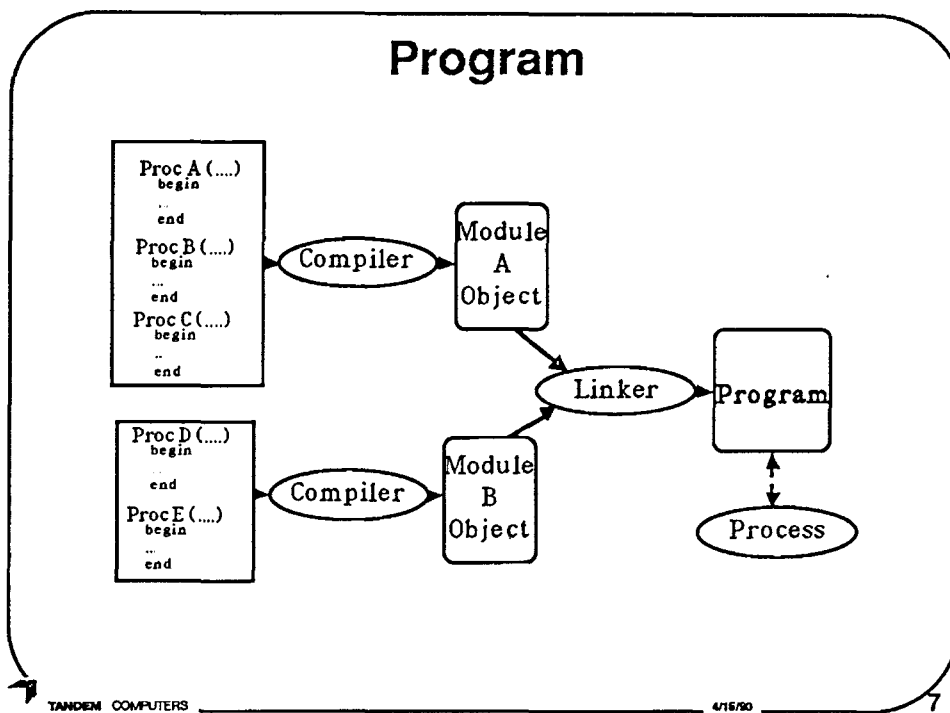 Program
Proc A (....)
begin
...
end
Proc B (....)
begin
...
end
Proc C (....)
begin
..
end
Compiler
Module
A
Object
Linker
Program
Process
Proc D (....)
begin
...
end
Proc E (....)
begin
...
end
Compiler
Module
B
Object
TANDEM COMPUTERS
4/15/90
7